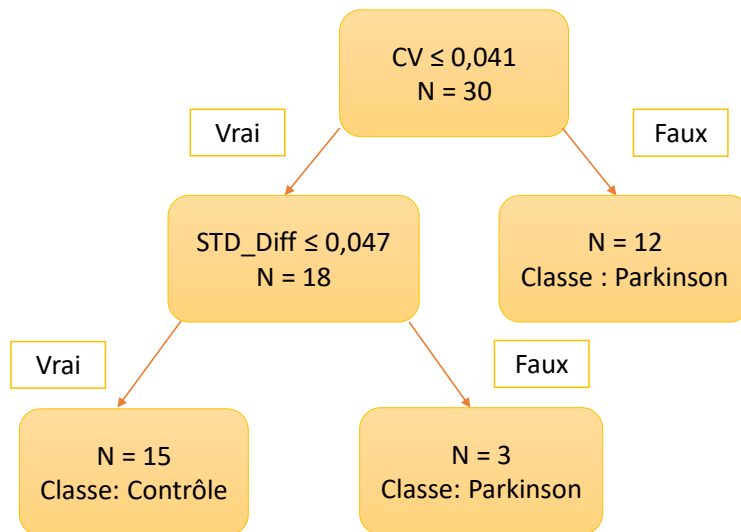 CV ≤ 0,041
N = 30
Vrai
Faux
STD_Diff ≤ 0,047
N = 18
N = 12
Classe : Parkinson
Vrai
Faux
N = 15
Classe: Contrôle
N = 3
Classe: Parkinson